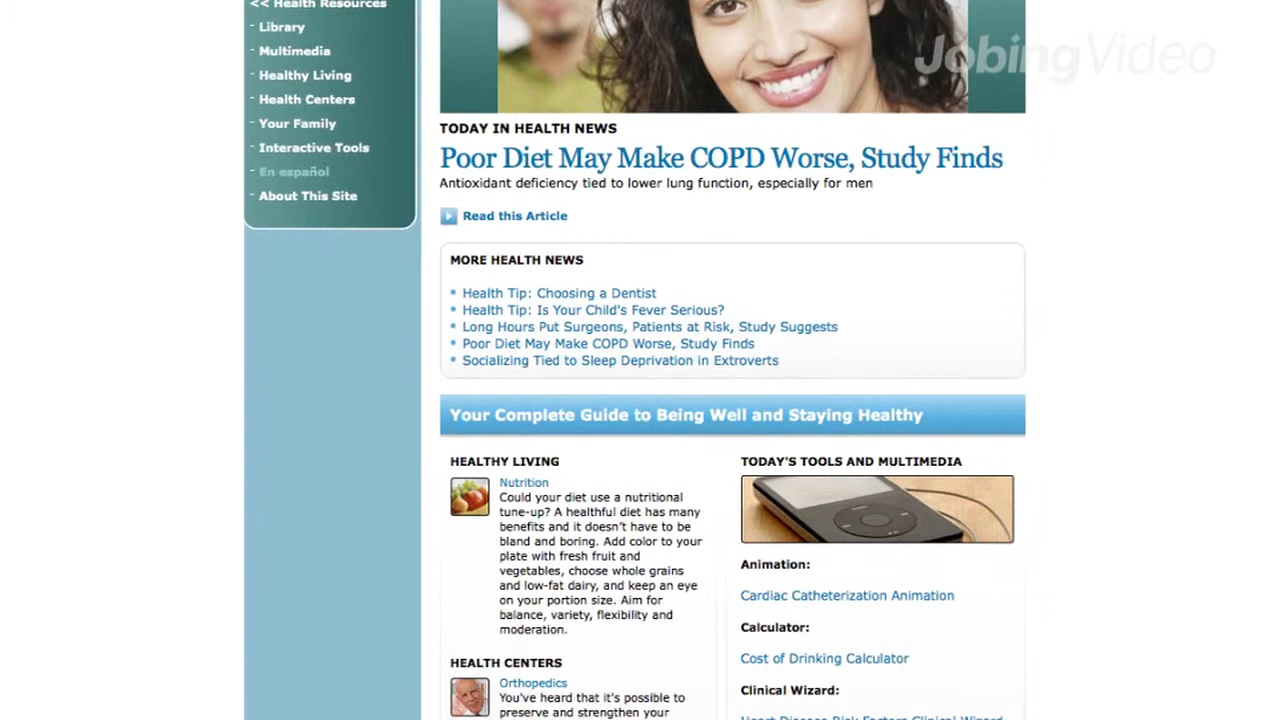 << Health Resources
- Library
- Multimedia
- Healthy Living
- Health Centers
- Your Family
- Interactive Tools
- En español
- About This Site
JobingVideo
TODAY IN HEALTH NEWS
Poor Diet May Make COPD Worse, Study Finds
Antioxidant deficiency tied to lower lung function, especially for men
Read this Article
MORE HEALTH NEWS
• Health Tip: Choosing a Dentist
• Health Tip: Is Your Child's Fever Serious?
• Long Hours Put Surgeons, Patients at Risk, Study Suggests
• Poor Diet May Make COPD Worse, Study Finds
• Socializing Tied to Sleep Deprivation in Extroverts
Your Complete Guide to Being Well and Staying Healthy
HEALTHY LIVING
Nutrition
Could your diet use a nutritional
tune-up? A healthful diet has many
benefits and it doesn't have to be
bland and boring. Add color to your
plate with fresh fruit and
vegetables, choose whole grains
and low-fat dairy, and keep an eye
on your portion size. Aim for
balance, variety, flexibility and
moderation.
HEALTH CENTERS
Orthopedics
You've heard that it's possible to
preserve and strengthen your
TODAY'S TOOLS AND MULTIMEDIA
Animation:
Cardiac Catheterization Animation
Calculator:
Cost of Drinking Calculator
Clinical Wizard:
Heart Disease Risk Factors Clinical Wizard